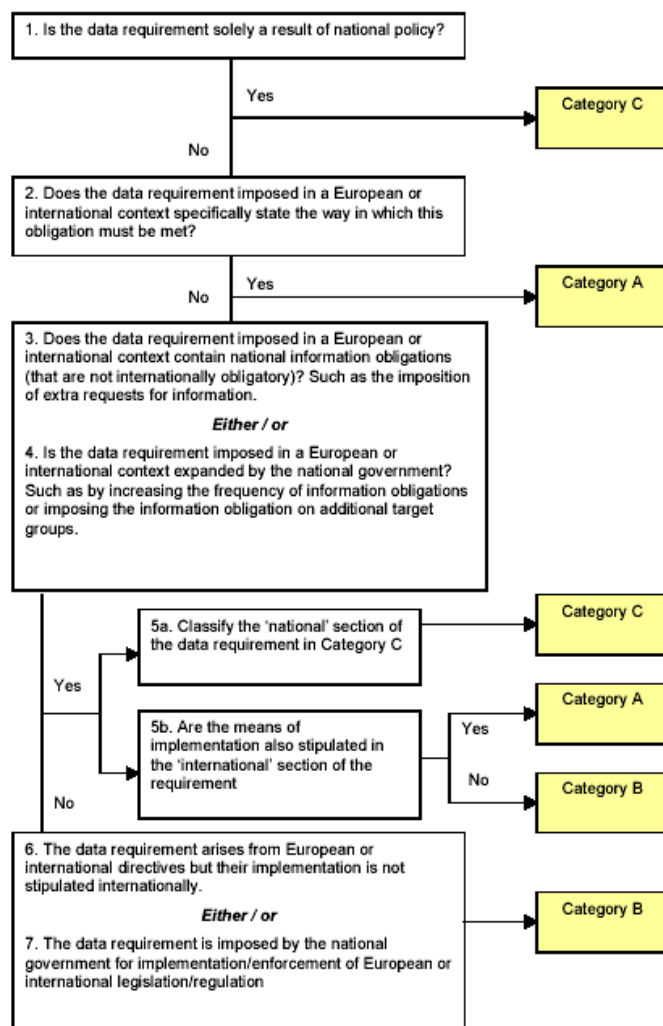 1. Is the data requirement solely a result of national policy?
Yes
Category C
No
2. Does the data requirement imposed in a European or
international context specifically state the way in which this
obligation must be met?
Yes
Category A
No
3. Does the data requirement imposed in a European or
international context contain national information obligations
(that are not internationally obligatory)? Such as the imposition
of extra requests for information.
Either / or
4. Is the data requirement imposed in a European or
international context expanded by the national government?
Such as by increasing the frequency of information obligations
or imposing the information obligation on additional target
groups.
5a. Classify the 'national' section of
the data requirement in Category C
Category C
Yes
5b. Are the means of
implementation also stipulated in
the 'international' section of the
requirement
Yes
Category A
No
Category B
No
6. The data requirement arises from European or
international directives but their implementation is not
stipulated internationally.
Either / or
7. The data requirement is imposed by the national
government for implementation/enforcement of European or
international legislation/regulation
Category B